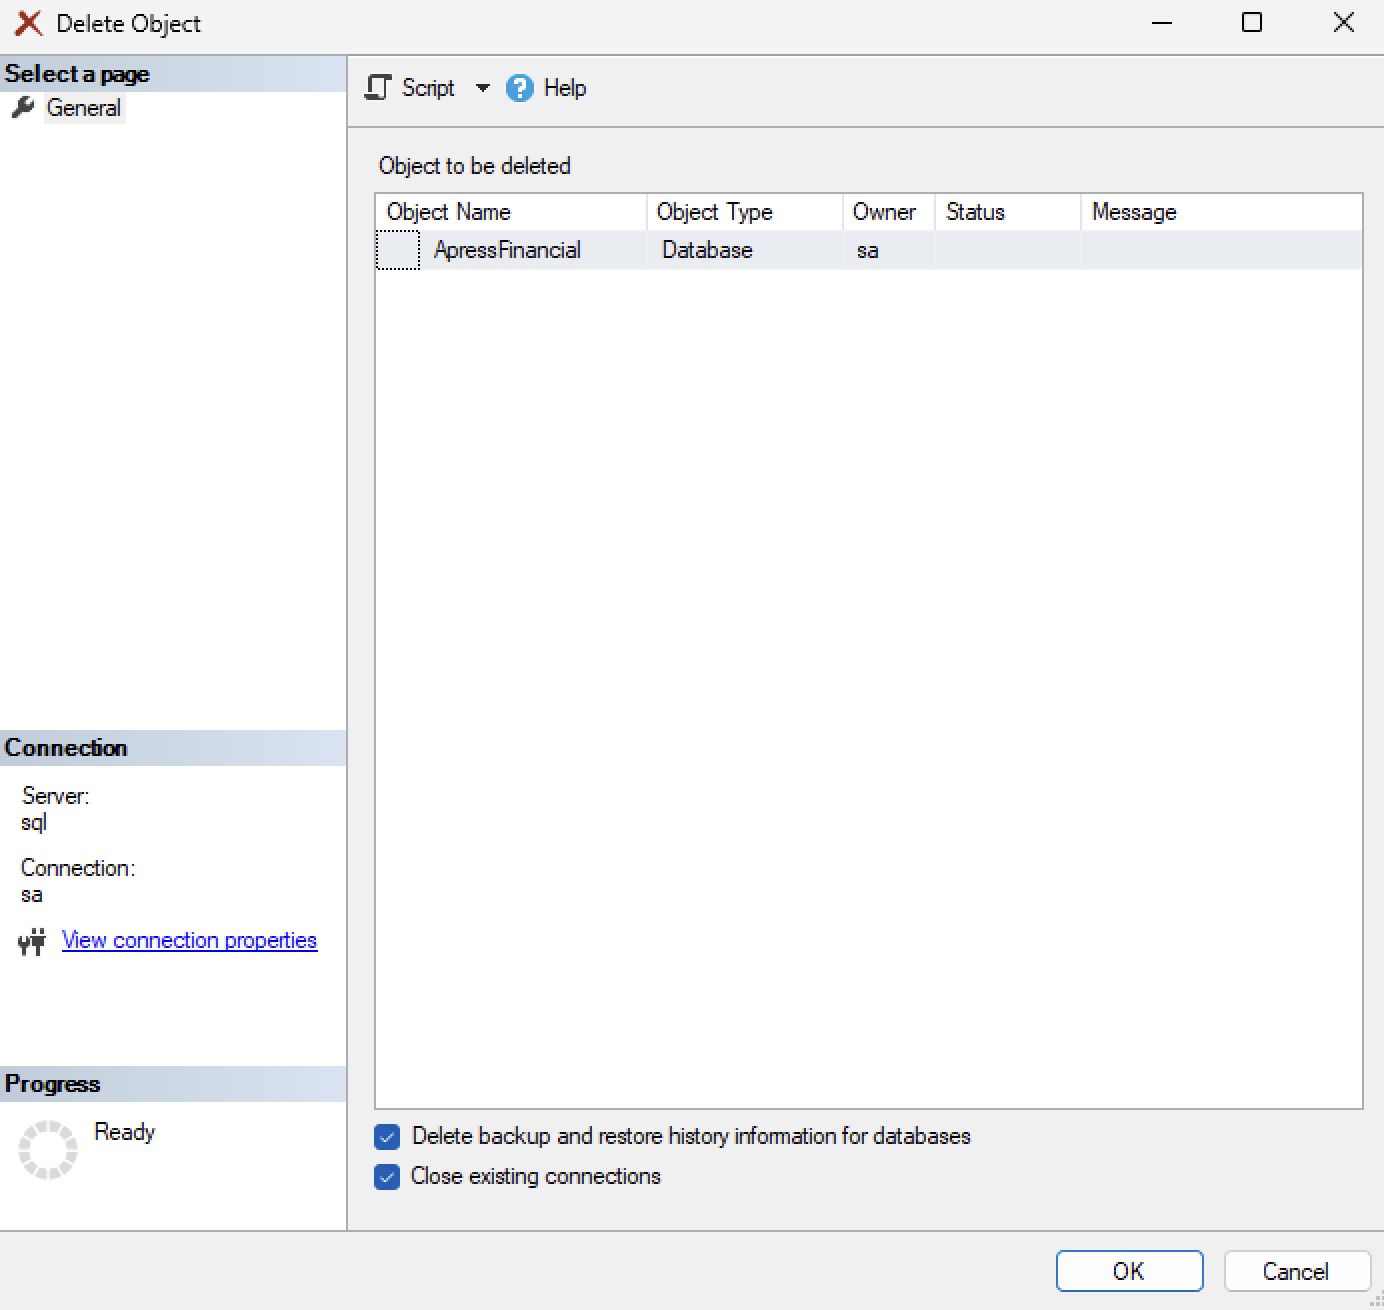 Delete Object
Select a page
General
Script
Help
Object to be deleted
Object Name Object Type Owner Status Message
ApressFinancial Database sa
Connection
Server:
sql
Connection:
sa
View connection properties
Progress
Ready
Delete backup and restore history information for databases
Close existing connections
OK Cancel